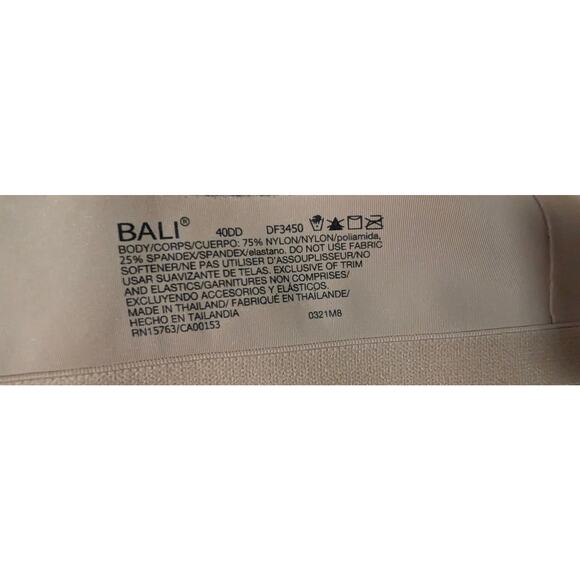 BALI® 40DD DF3450
BODY/CORPS/CUERPO: 75% NYLON/NYLON/poliamida,
25% SPANDEX/SPANDEX/elastano. DO NOT USE FABRIC
SOFTENER/NE PAS UTILISER D'ASSOUPLISSEUR/NO
USAR SUAVIZANTE DE TELAS. EXCLUSIVE OF TRIM
AND ELASTICS/GARNITURES NON COMPRISES/
EXCLUYENDO ACCESORIOS Y ELÁSTICOS.
MADE IN THAILAND/ FABRIQUÉ EN THAILANDE/
HECHO EN TAILANDIA 0321M8
RN15763/CA00153